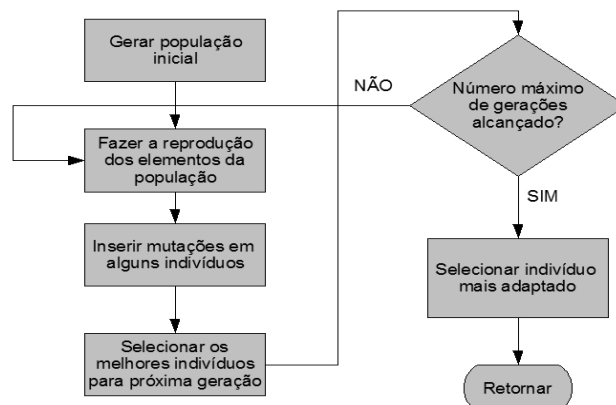 Gerar população
inicial
Fazer a reprodução
dos elementos da
população
Inserir mutações em
alguns indivíduos
Selecionar os
melhores indivíduos
para próxima geração
NÃO
Número máximo
de gerações
alcançado?
SIM
Selecionar indivíduo
mais adaptado
Retornar